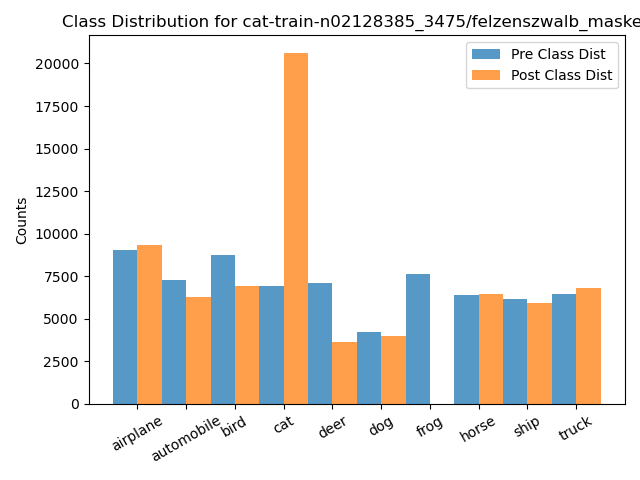 Class Distribution for cat-train-n02128385_3475/felzenszwalb_maske
Pre Class Dist
Post Class Dist
Counts
20000
17500
15000
12500
10000
7500
5000
2500
0
airplane
automobile
bird
cat
deer
dog
frog
horse
ship
truck